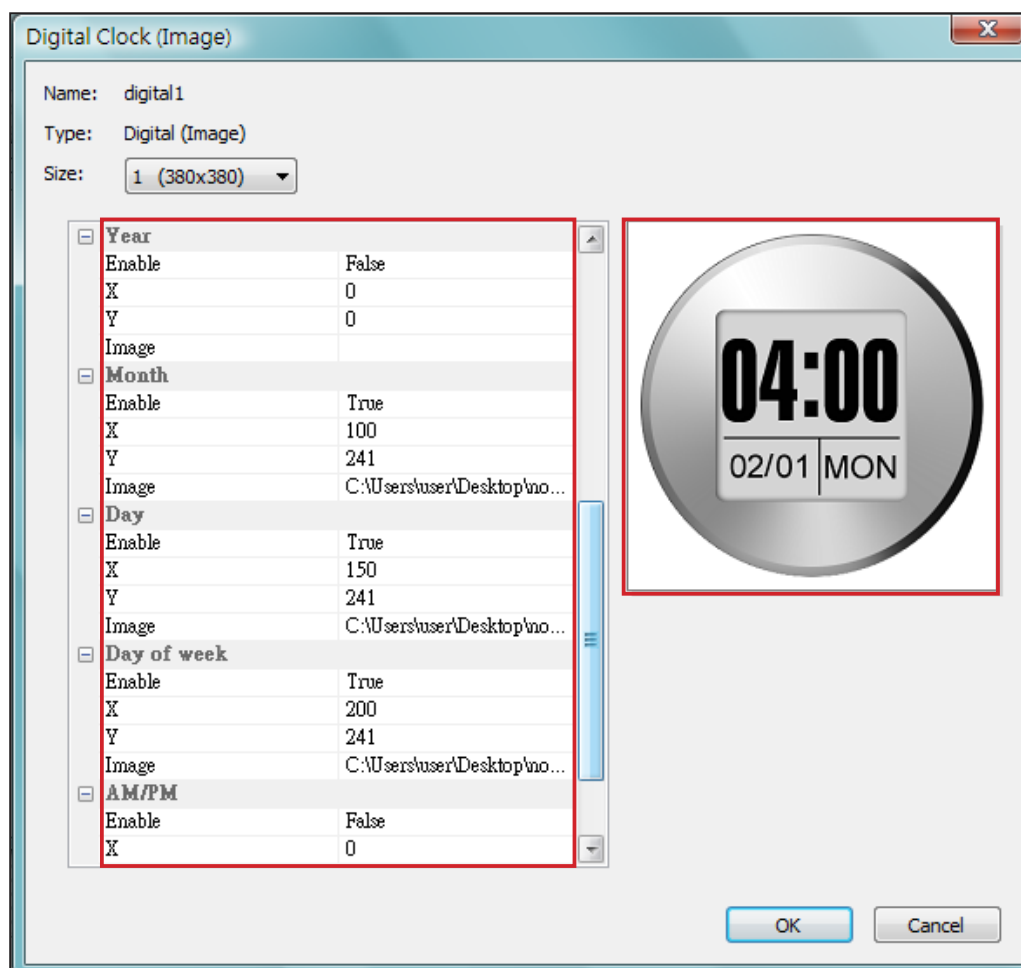 Digital Clock (Image)
Name: digital1
Type: Digital (Image)
Size: 1 (380x380)
Year
Enable False
X 0
Y 0
Image
Month
Enable True
X 100
Y 241
Image C:\Users\user\Desktop\no...
Day
Enable True
X 150
Y 241
Image C:\Users\user\Desktop\no...
Day of week
Enable True
X 200
Y 241
Image C:\Users\user\Desktop\no...
AM/PM
Enable False
X 0
04:00
02/01 MON
OK Cancel